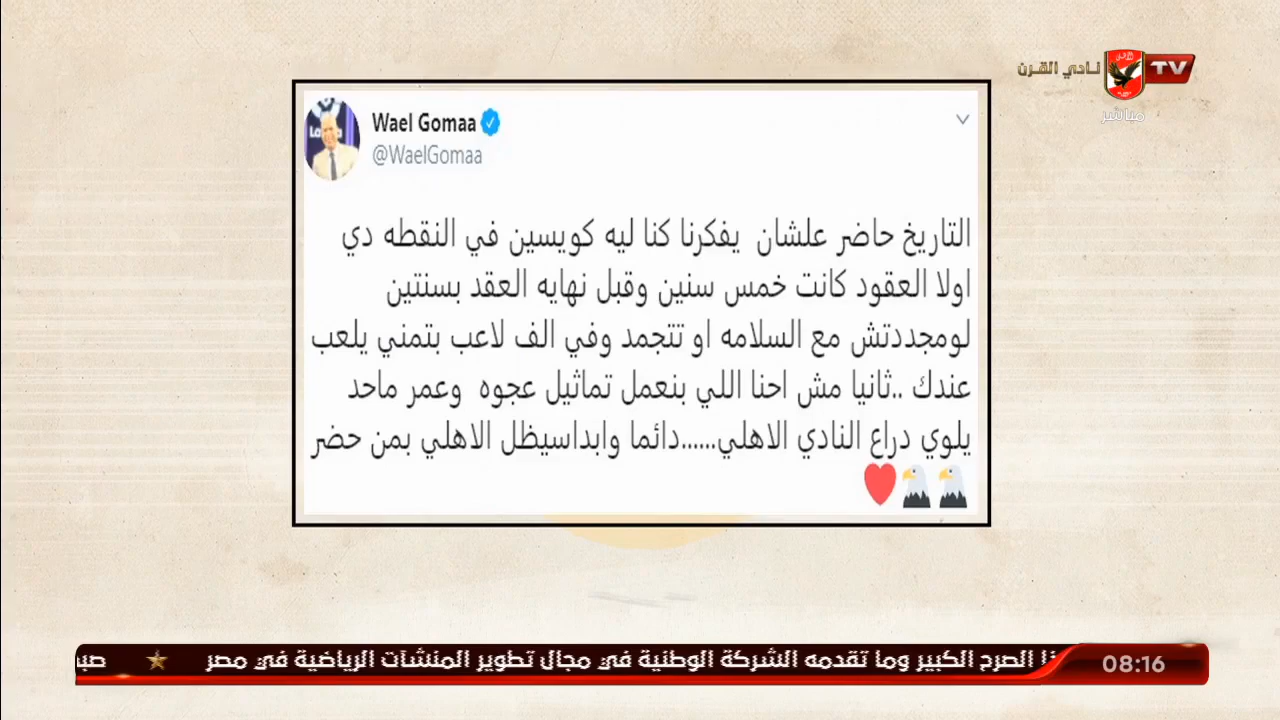 نادي القرن
TV
مباشر
Wael Gomaa
@WaelGomaa
التاريخ حاضر علشان يفكرنا كنا ليه كويسين في النقطه دي
اولا العقود كانت خمس سنين وقبل نهايه العقد بسنتين
لومجددتش مع السلامه او تتجمد وفي الف لاعب بتمني يلعب
عندك ..ثانيا مش احنا اللي بنعمل تماثيل عجوه وعمر ماحد
يلوي دراع النادي الاهلي......دائما وابداسيظل الاهلي بمن حضر
🦅🦅❤️
08:16
الصرح الكبير وما تقدمه الشركة الوطنية في مجال تطوير المنشآت الرياضية في مصر